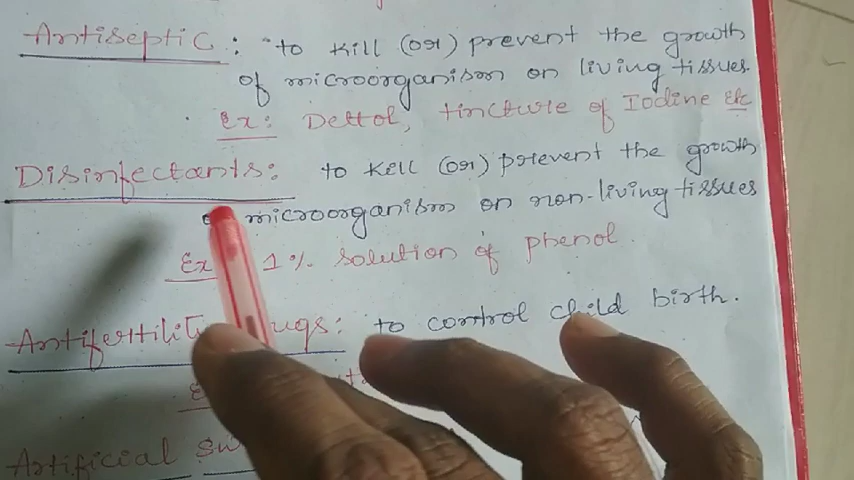 Antiseptic : to kill (or) prevent the growth
of microorganism on living tissues.
Ex: Dettol, tincture of Iodine etc
Disinfectants: to kill (or) prevent the growth
microorganism on non-living tissues
Ex 1% solution of phenol
to control child birth.
Artificial